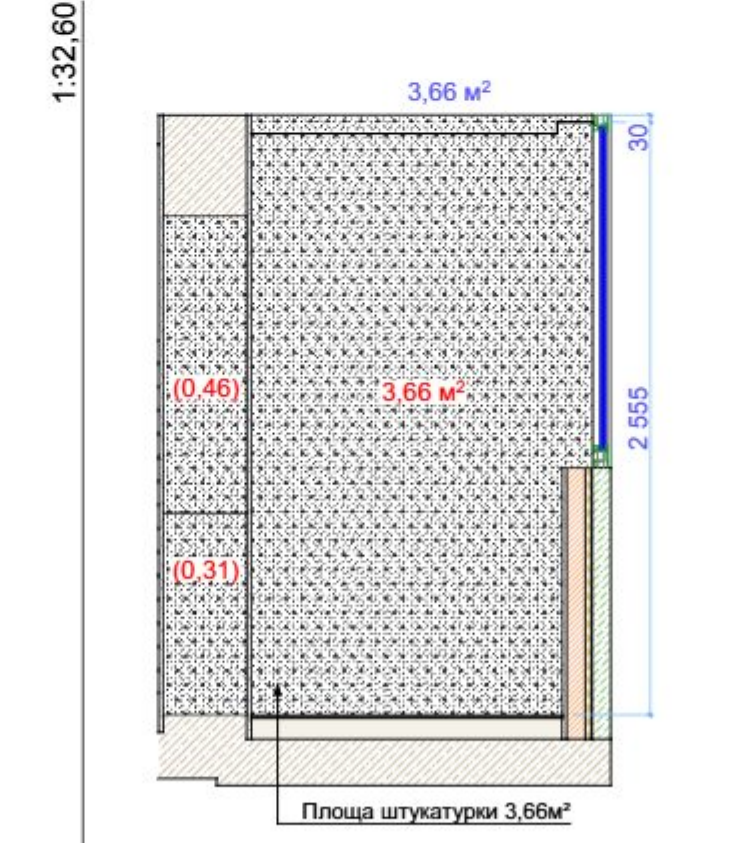 1:32,60
3,66 м²
30
(0,46)
3,66 м²
2 555
(0,31)
Площа штукатурки 3,66м²